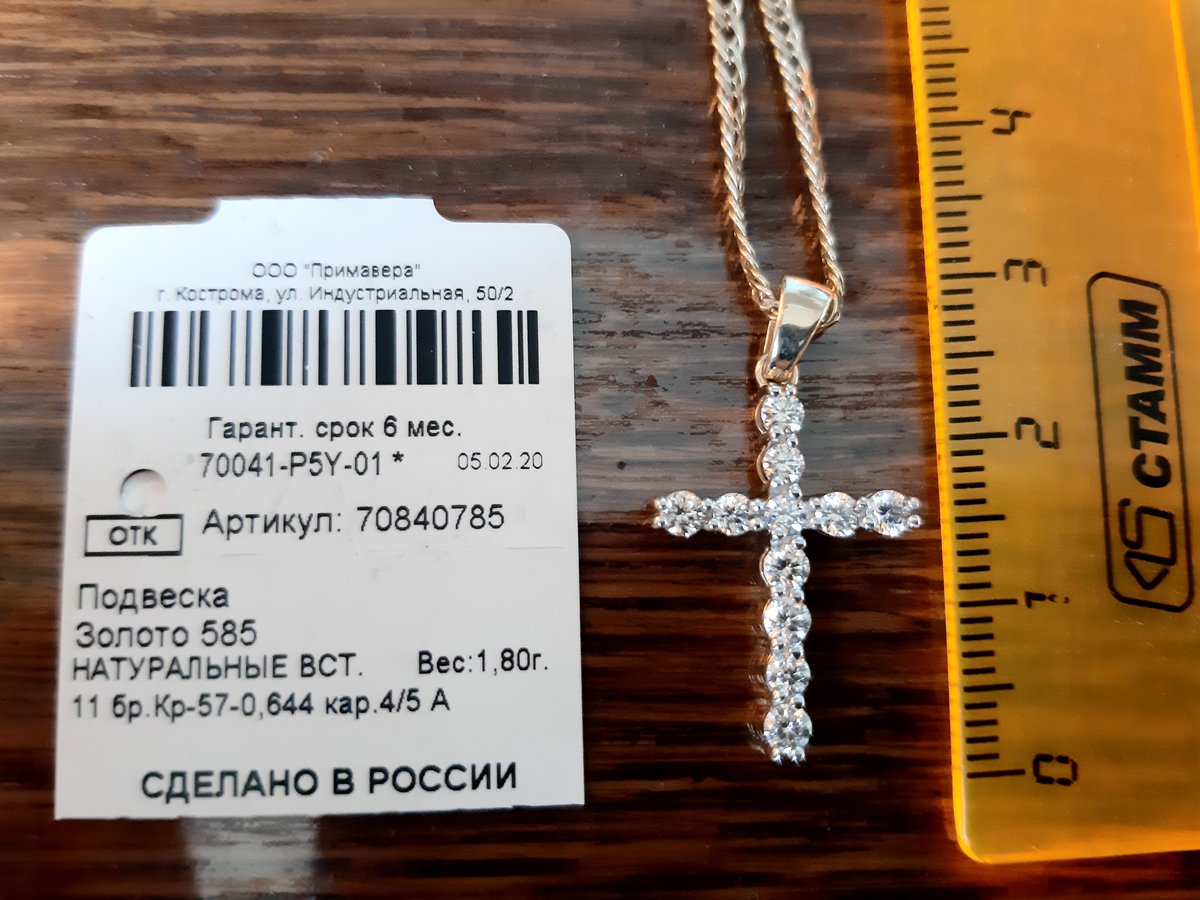 ООО "Примавера"
г. Кострома, ул. Индустриальная, 50/2
Гарант. срок 6 мес.
70041-P5Y-01 * 05.02.20
ОТК Артикул: 70840785
Подвеска
Золото 585
НАТУРАЛЬНЫЕ ВСТ. Вес:1,80г.
11 бр.Кр-57-0,644 кар.4/5 А
СДЕЛАНО В РОССИИ
4
3
2
1
0
СТАММ